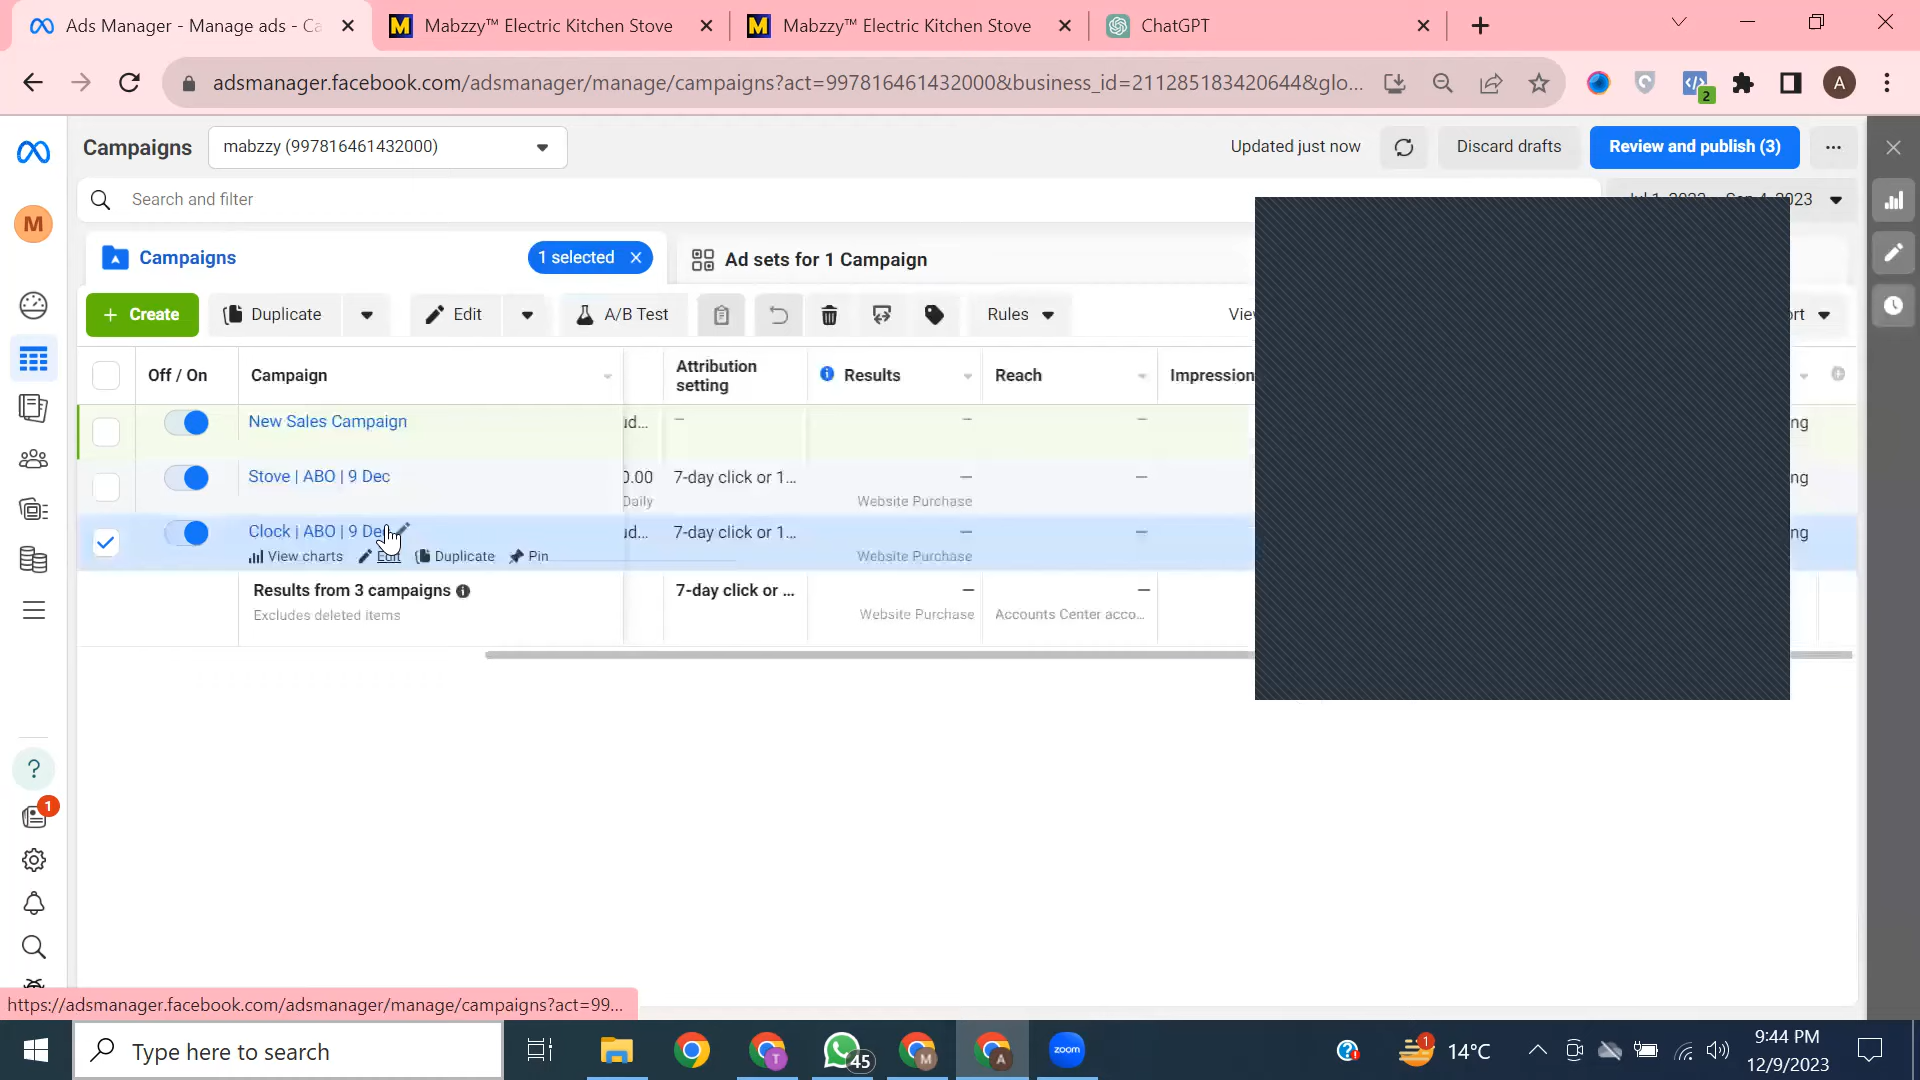 Ads Manager - Manage ads - Ca
Mabzzy™ Electric Kitchen Stove
Mabzzy™ Electric Kitchen Stove
ChatGPT
adsmanager.facebook.com/adsmanager/manage/campaigns?act=997816461432000&business_id=211285183420644&glo...
2
A
Campaigns
mabzzy (997816461432000)
Updated just now
Discard drafts
Review and publish (3)
Search and filter
M
Campaigns
1 selected
Ad sets for 1 Campaign
Create
Duplicate
Edit
A/B Test
Rules
Off / On
Campaign
Attribution setting
Results
Reach
New Sales Campaign
Stove | ABO | 9 Dec
7-day click or 1...
Daily
Website Purchase
Clock | ABO | 9 Dec
7-day click or 1...
View charts
Edit
Duplicate
Pin
Website Purchase
Results from 3 campaigns
7-day click or ...
Excludes deleted items
Website Purchase
Accounts Center acco...
1
https://adsmanager.facebook.com/adsmanager/manage/campaigns?act=99...
Type here to search
T
45
M
A
zoom
1
14°C
9:44 PM
12/9/2023